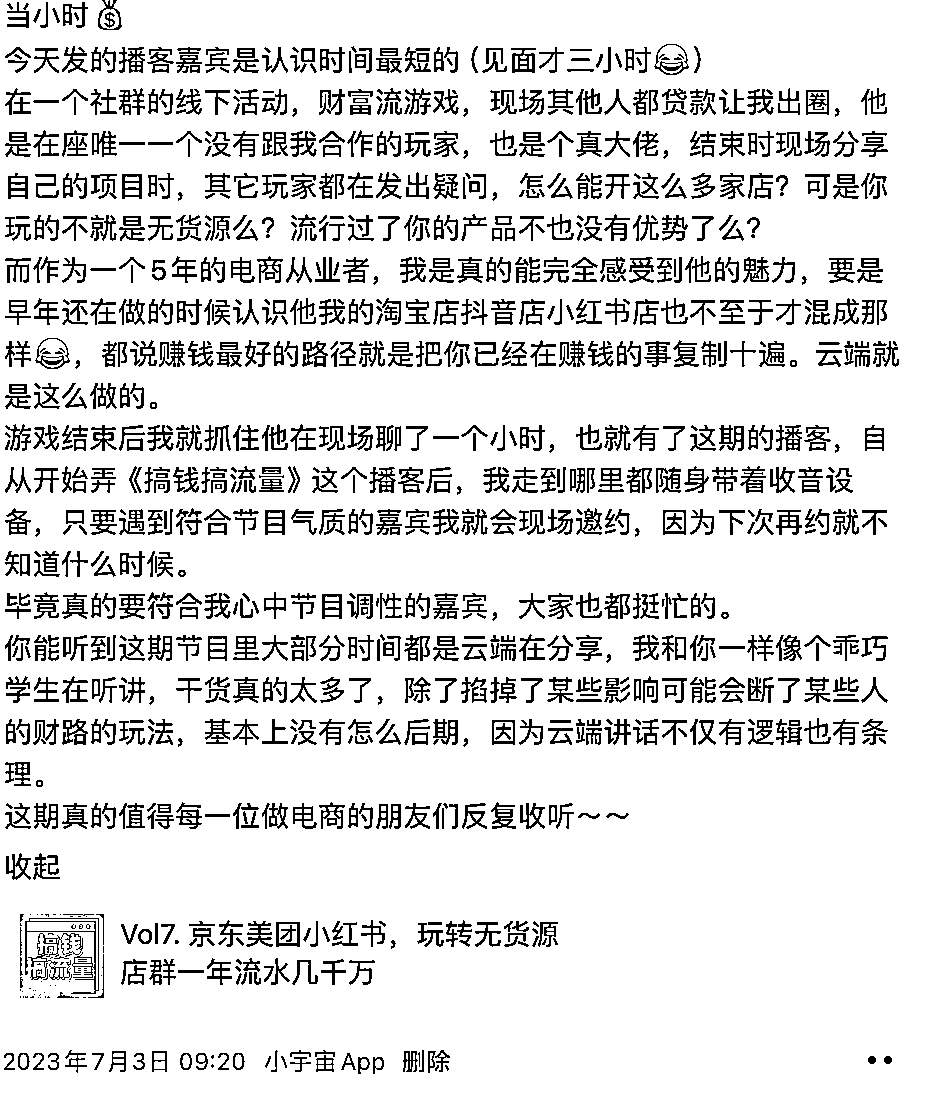 当小时💰
今天发的播客嘉宾是认识时间最短的（见面才三小时😂）
在一个社群的线下活动，财富流游戏，现场其他人都贷款让我出圈，他
是在座唯一一个没有跟我合作的玩家，也是个真大佬，结束时现场分享
自己的项目时，其它玩家都在发出疑问，怎么能开这么多家店？可是你
玩的不就是无货源么？流行过了你的产品不也没有优势了么？
而作为一个5年的电商从业者，我是真的能完全感受到他的魅力，要是
早年还在做的时候认识他我的淘宝店抖音店小红书店也不至于才混成那
样😂，都说赚钱最好的路径就是把你已经在赚钱的事复制十遍。云端就
是这么做的。
游戏结束后我就抓住他在现场聊了一个小时，也就有了这期的播客，自
从开始弄《搞钱搞流量》这个播客后，我走到哪里都随身带着收音设
备，只要遇到符合节目气质的嘉宾我就会现场邀约，因为下次再约就不
知道什么时候。
毕竟真的要符合我心中节目调性的嘉宾，大家也都挺忙的。
你能听到这期节目里大部分时间都是云端在分享，我和你一样像个乖巧
学生在听讲，干货真的太多了，除了掐掉了某些影响可能会断了某些人
的财路的玩法，基本上没有怎么后期，因为云端讲话不仅有逻辑也有条
理。
这期真的值得每一位做电商的朋友们反复收听～～
收起
搞钱
搞流量
Vol7. 京东美团小红书，玩转无货源
店群一年流水几千万
2023年7月3日 09:20 小宇宙App 删除